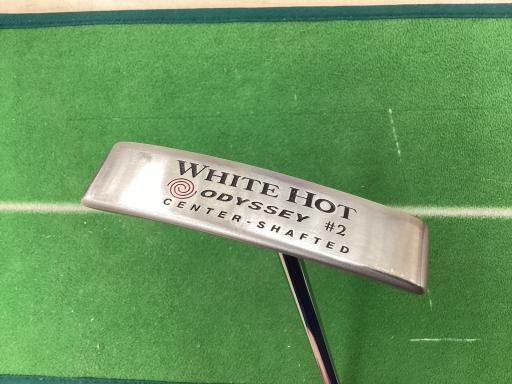 WHITE HOT
ODYSSEY #2
CENTER-SHAFTED